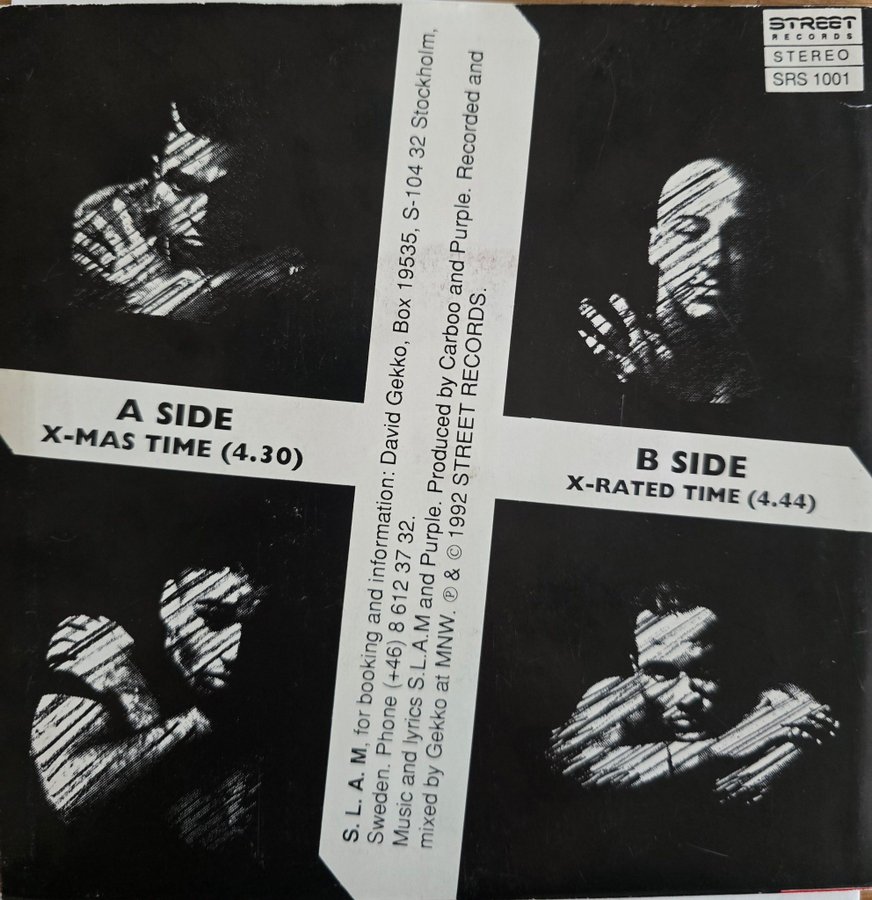 STREET
RECORDS
STEREO
SRS 1001
A SIDE
X-MAS TIME (4.30)
B SIDE
X-RATED TIME (4.44)
S. L. A. M, for booking and information: David Gekko, Box 19535, S-104 32 Stockholm,
Sweden. Phone (+46) 8 612 37 32.
Music and lyrics S.L.A.M and Purple. Produced by Carboo and Purple. Recorded and
mixed by Gekko at MNW. ℗ & © 1992 STREET RECORDS.